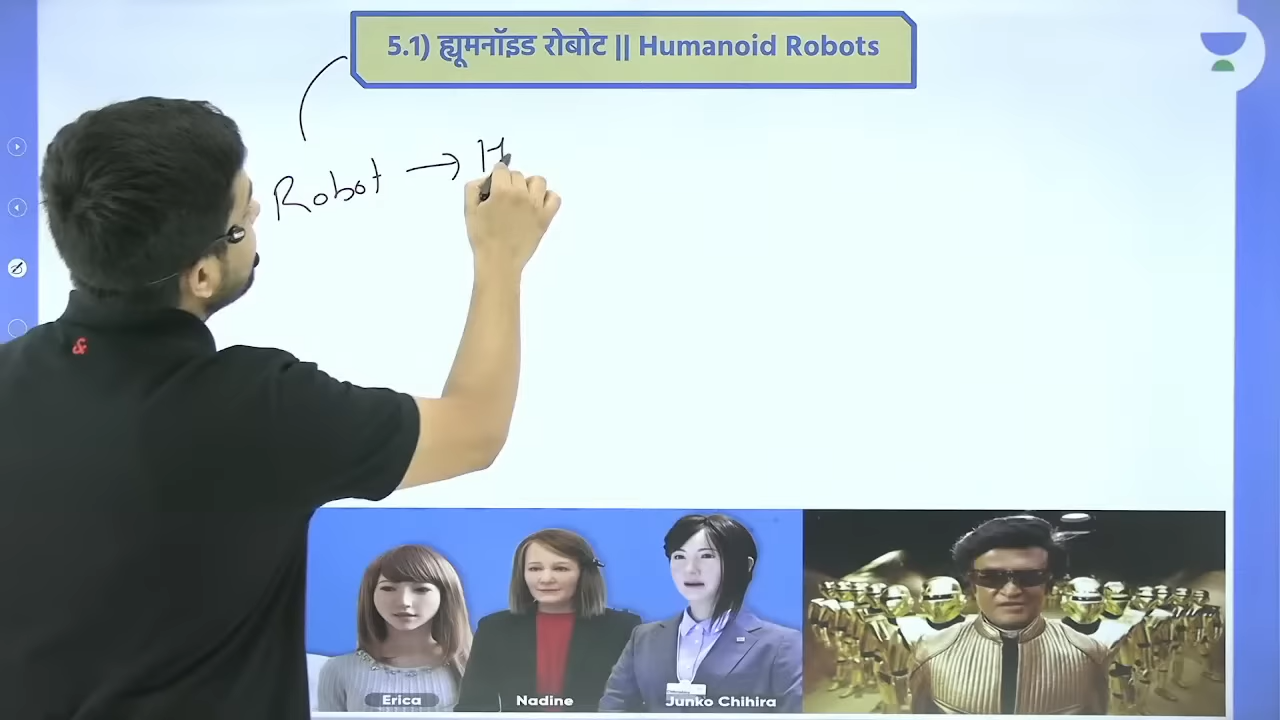 5.1) ह्यूमनॉइड रोबोट || Humanoid Robots
Robot → H
&
Erica
Nadine
Junko Chihira